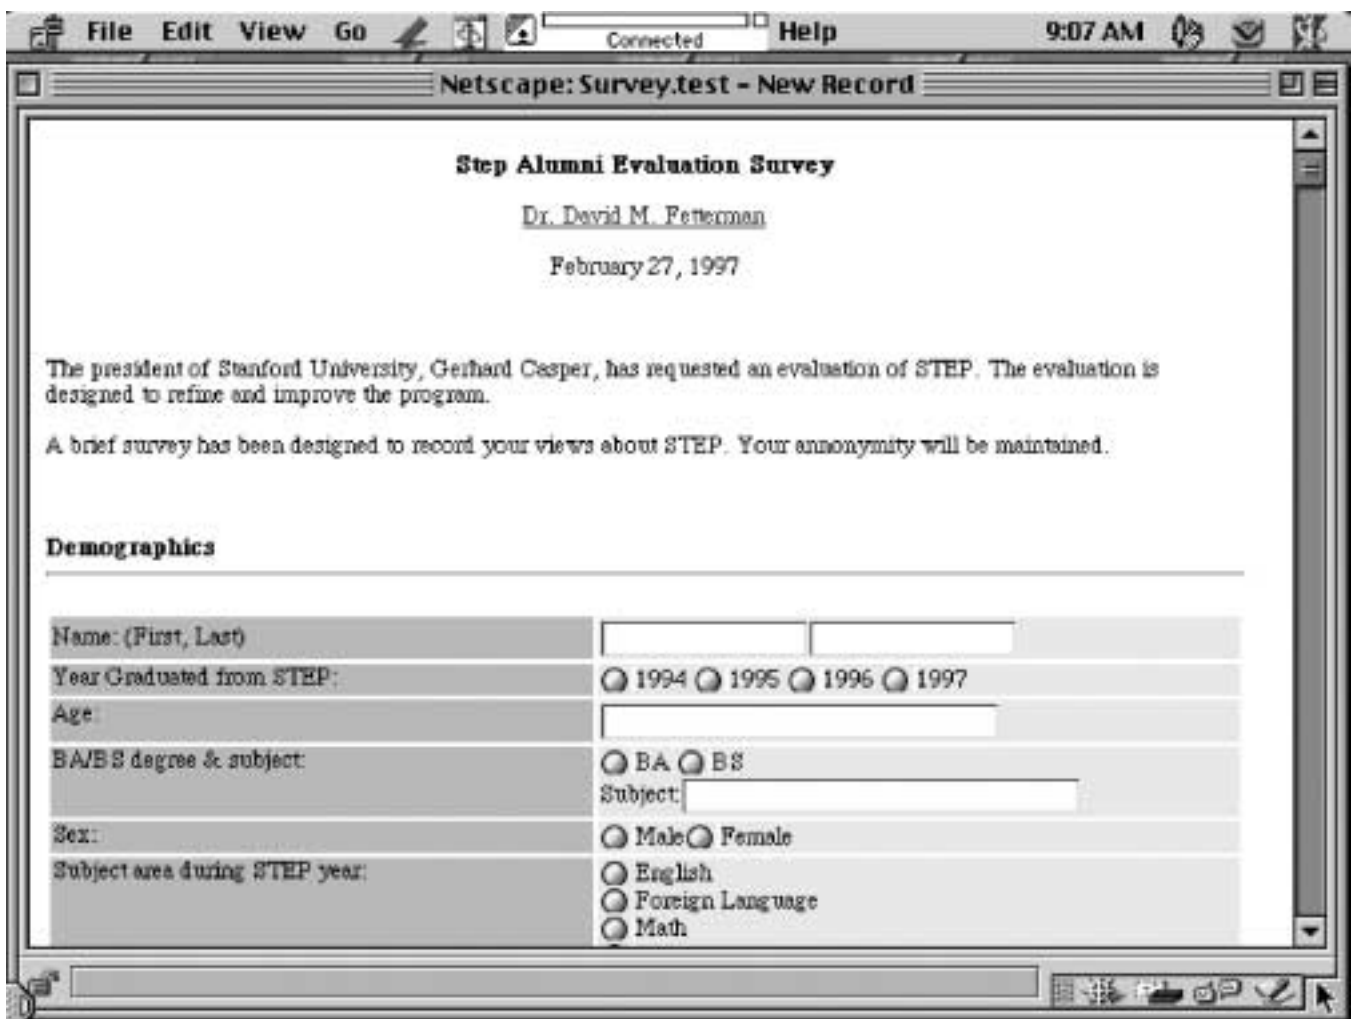 File Edit View Go Connected Help 9:07 AM
Netscape: Survey.test - New Record
Step Alumni Evaluation Survey
Dr. David M. Fetterman
February 27, 1997
The president of Stanford University, Gerhard Casper, has requested an evaluation of STEP. The evaluation is
designed to refine and improve the program.
A brief survey has been designed to record your views about STEP. Your annonymity will be maintained.
Demographics
Name: (First, Last)
Year Graduated from STEP: 1994 1995 1996 1997
Age:
BA/BS degree & subject: BA BS
Subject:
Sex: Male Female
Subject area during STEP year: English
Foreign Language
Math